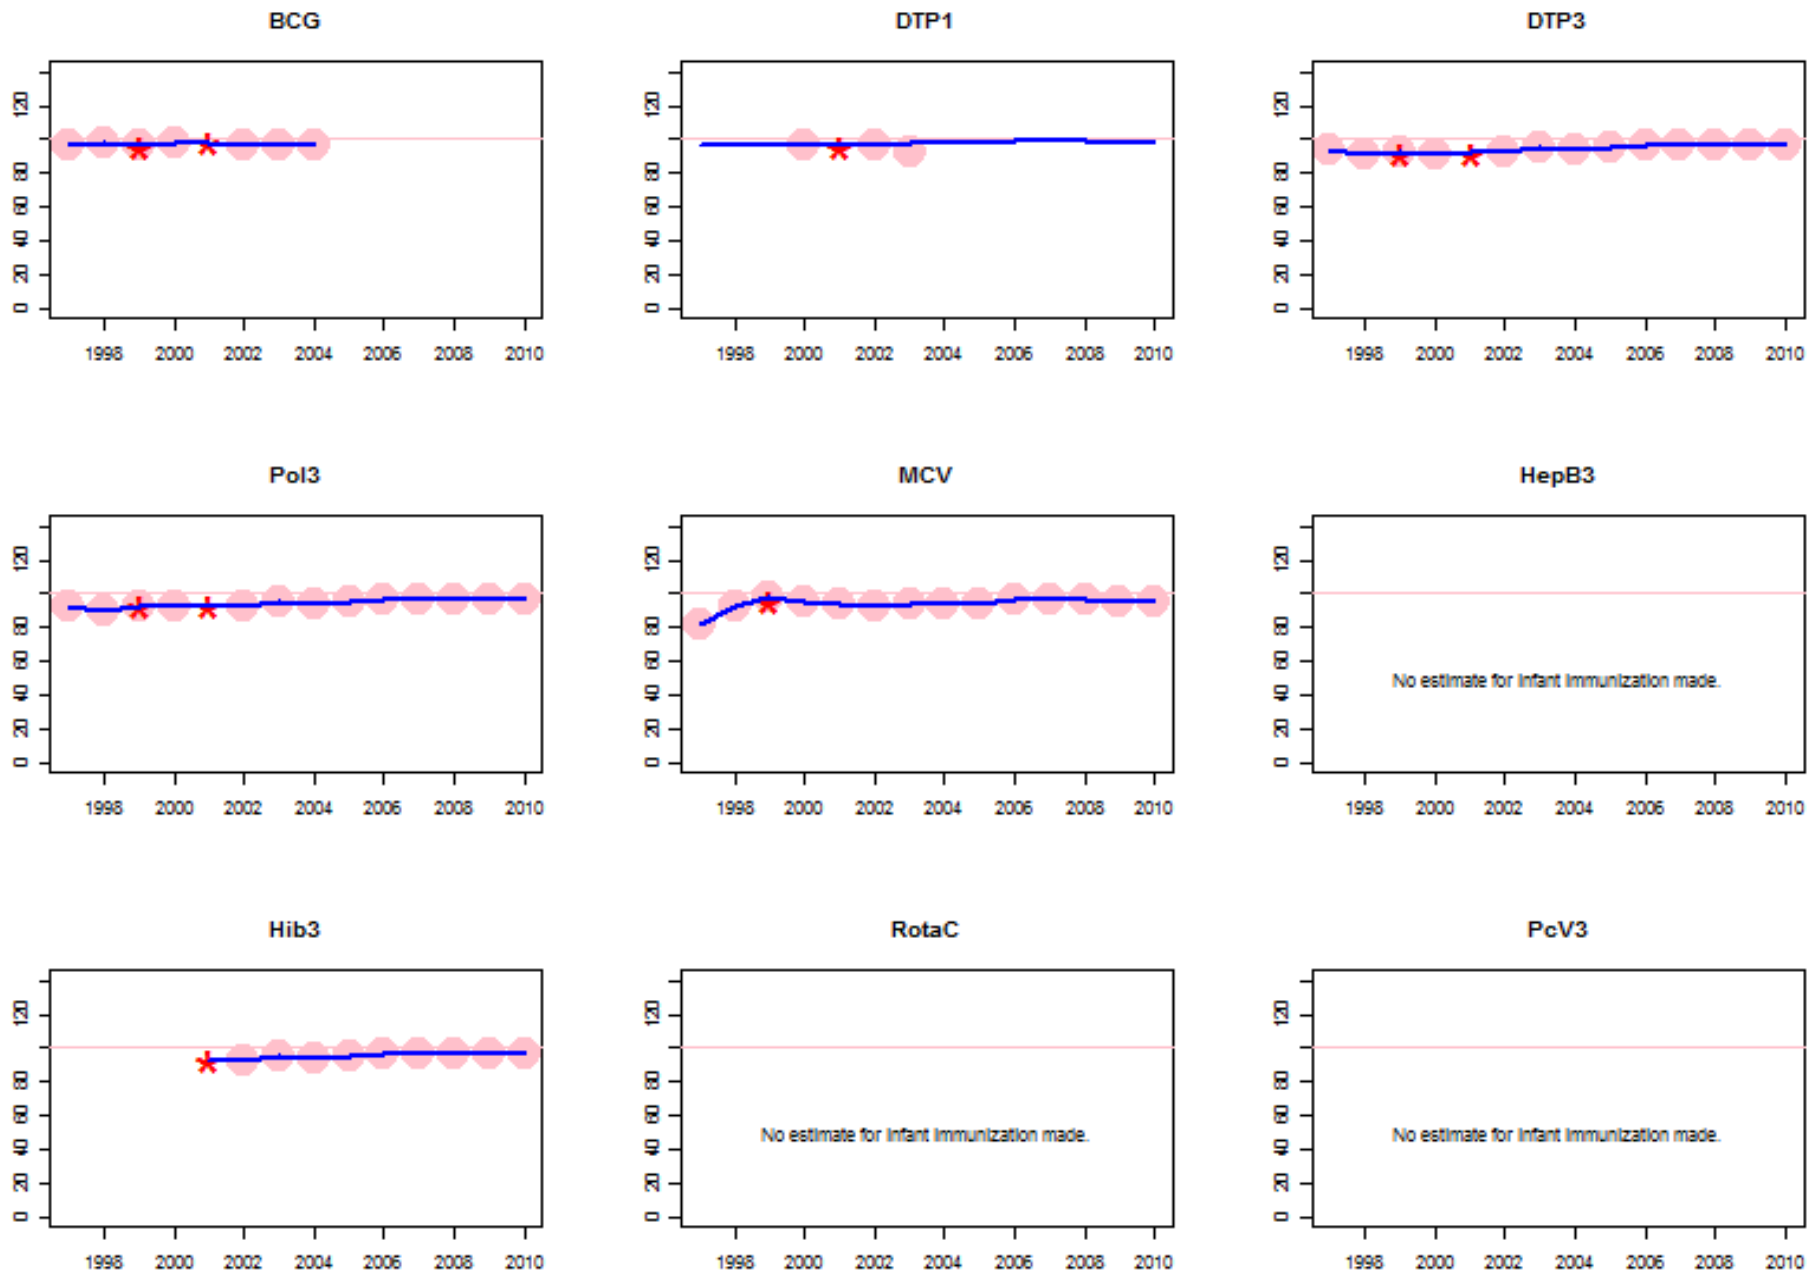 BCG
DTP1
DTP3
0 20 40 60 80 120
0 20 40 60 80 120
0 20 40 60 80 120
1998 2000 2002 2004 2006 2008 2010
1998 2000 2002 2004 2006 2008 2010
1998 2000 2002 2004 2006 2008 2010
Pol3
MCV
HepB3
0 20 40 60 80 120
0 20 40 60 80 120
0 20 40 60 80 120
No estimate for infant immunization made.
1998 2000 2002 2004 2006 2008 2010
1998 2000 2002 2004 2006 2008 2010
1998 2000 2002 2004 2006 2008 2010
Hib3
RotaC
PcV3
0 20 40 60 80 120
0 20 40 60 80 120
0 20 40 60 80 120
No estimate for infant immunization made.
No estimate for infant immunization made.
1998 2000 2002 2004 2006 2008 2010
1998 2000 2002 2004 2006 2008 2010
1998 2000 2002 2004 2006 2008 2010